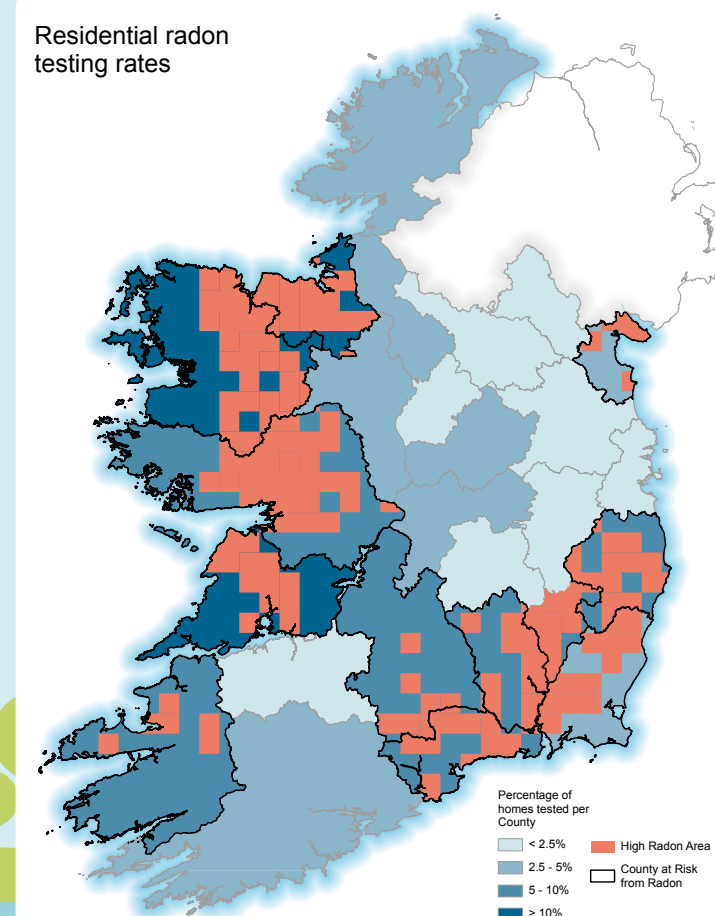 Residential radon
testing rates
Percentage of
homes tested per
County
< 2.5%
2.5 - 5%
5 - 10%
> 10%
High Radon Area
County at Risk
from Radon